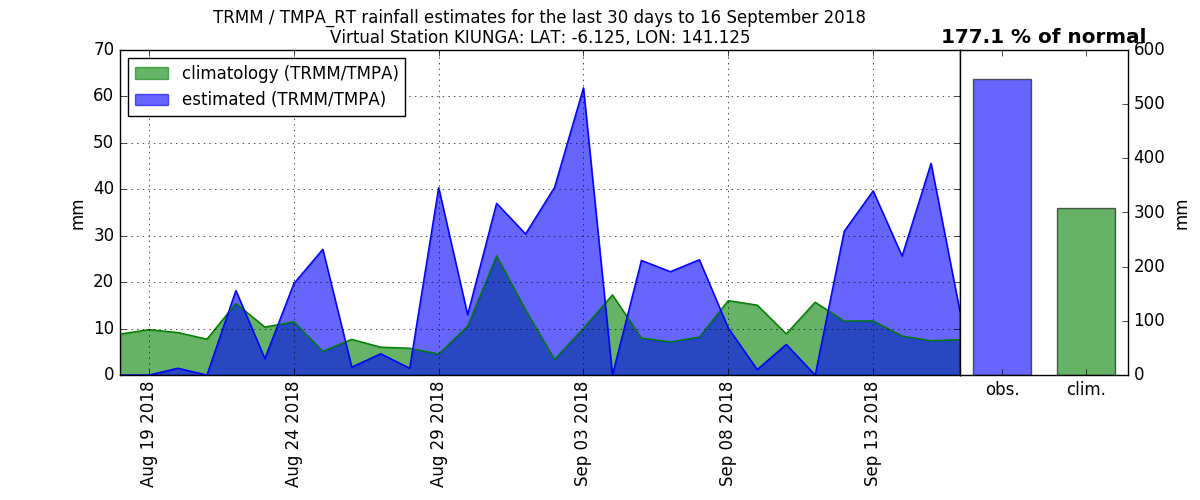 TRMM / TMPA_RT rainfall estimates for the last 30 days to 16 September 2018
Virtual Station KIUNGA: LAT: -6.125, LON: 141.125
177.1 % of normal
climatology (TRMM/TMPA)
estimated (TRMM/TMPA)
70
60
50
40
30
20
10
0
mm
Aug 19 2018
Aug 24 2018
Aug 29 2018
Sep 03 2018
Sep 08 2018
Sep 13 2018
600
500
400
300
200
100
0
mm
obs.
clim.